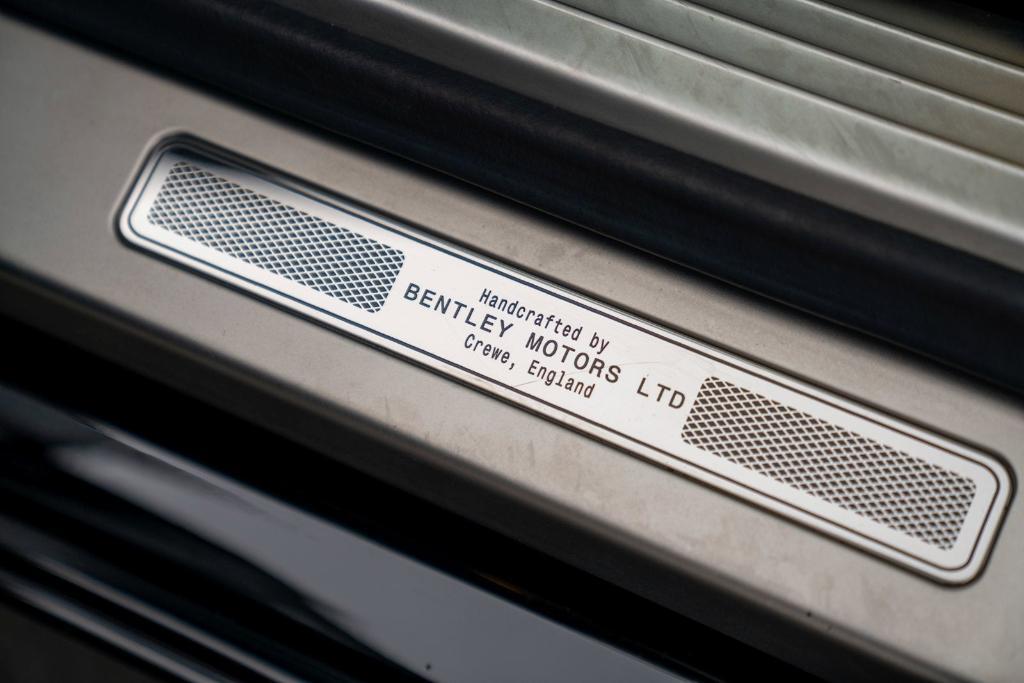 Handcrafted by
BENTLEY MOTORS LTD
Crewe, England